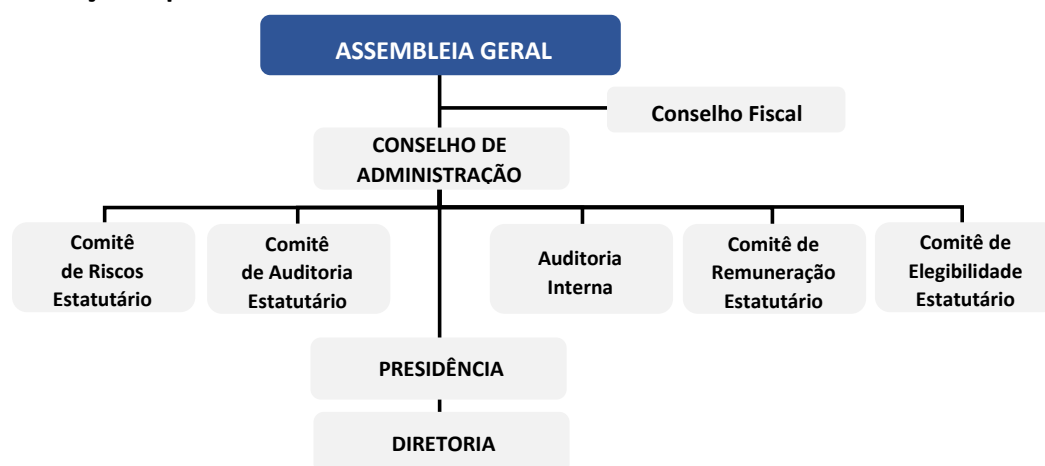 ASSEMBLEIA GERAL
Conselho Fiscal
CONSELHO DE
ADMINISTRAÇÃO
Comitê
de Riscos
Estatutário
Comitê
de Auditoria
Estatutário
Auditoria
Interna
Comitê de
Remuneração
Estatutário
Comitê de
Elegibilidade
Estatutário
PRESIDÊNCIA
DIRETORIA